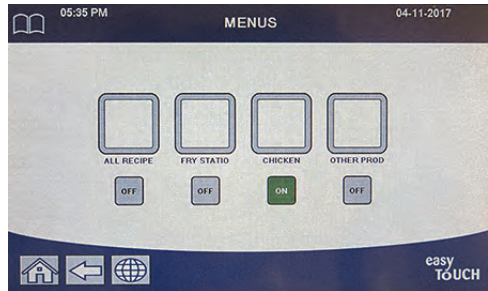 05:35 PM
MENUS
04-11-2017
ALL RECIPE
FRY STATIO
CHICKEN
OTHER PROD
OFF
OFF
ON
OFF
easy
TOUCH